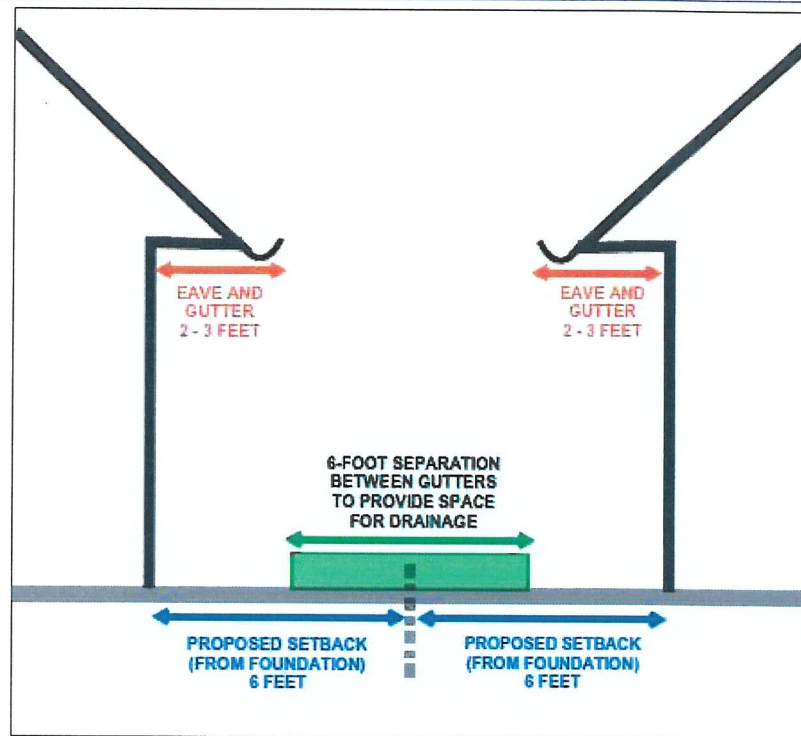 EAVE AND
GUTTER
2 - 3 FEET
EAVE AND
GUTTER
2 - 3 FEET
6-FOOT SEPARATION
BETWEEN GUTTERS
TO PROVIDE SPACE
FOR DRAINAGE
PROPOSED SETBACK
(FROM FOUNDATION)
6 FEET
PROPOSED SETBACK
(FROM FOUNDATION)
6 FEET